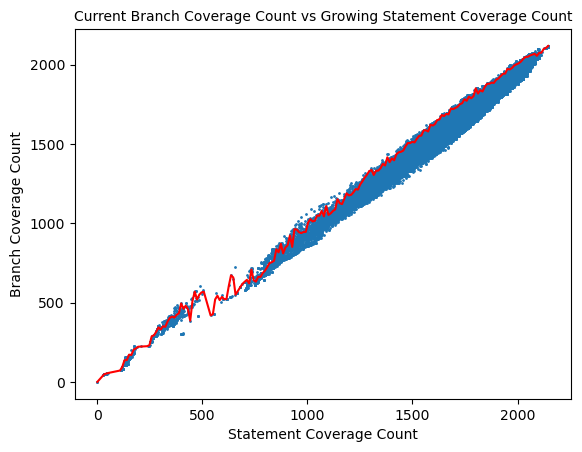 Current Branch Coverage Count vs Growing Statement Coverage Count
Branch Coverage Count
2000
1500
1000
500
0
0 500 1000 1500 2000
Statement Coverage Count